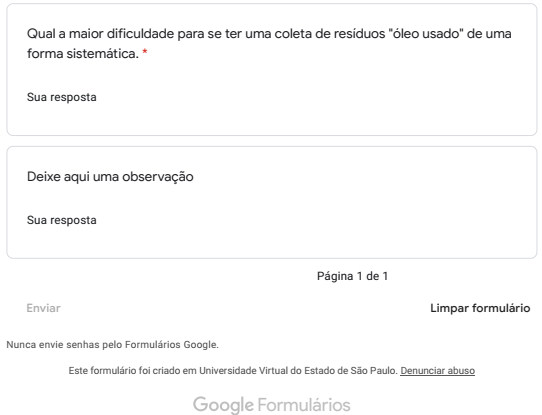 Qual a maior dificuldade para se ter uma coleta de resíduos "óleo usado" de uma
forma sistemática. *
Sua resposta
Deixe aqui uma observação
Sua resposta
Página 1 de 1
Enviar
Limpar formulário
Nunca envie senhas pelo Formulários Google.
Este formulário foi criado em Universidade Virtual do Estado de São Paulo. Denunciar abuso
Google Formulários